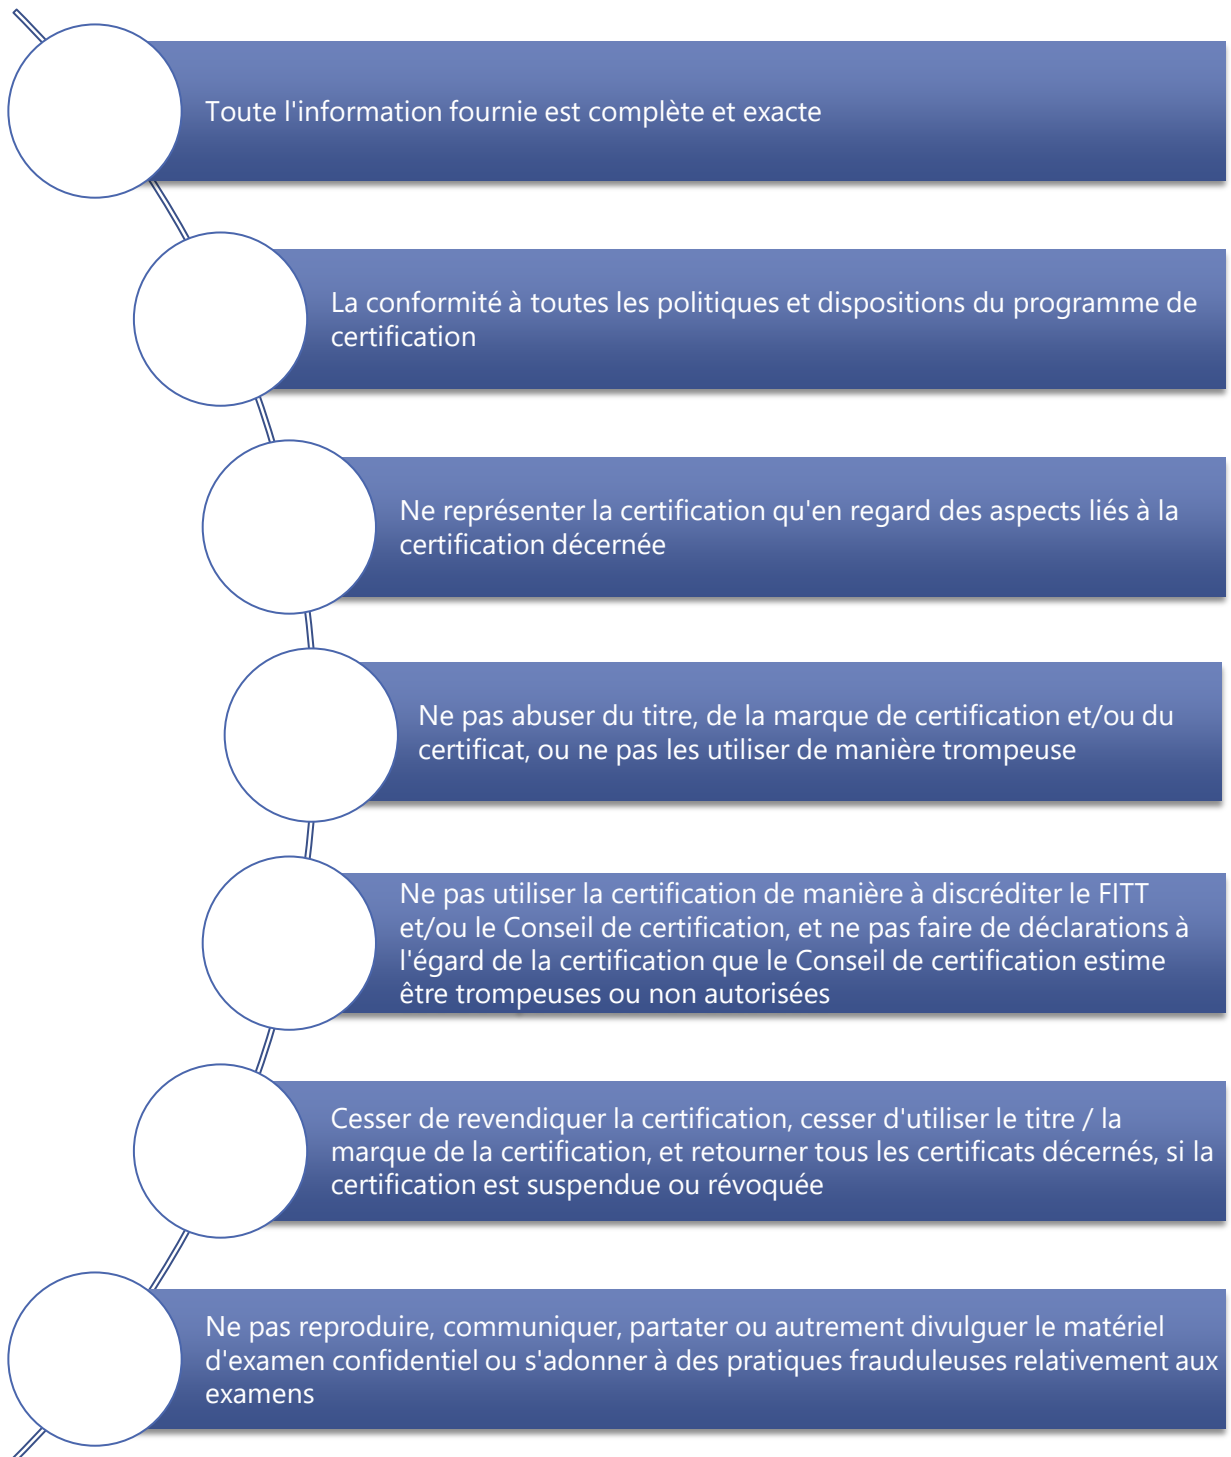 Toute l'information fournie est complète et exacte
La conformité à toutes les politiques et dispositions du programme de
certification
Ne représenter la certification qu'en regard des aspects liés à la
certification décernée
Ne pas abuser du titre, de la marque de certification et/ou du
certificat, ou ne pas les utiliser de manière trompeuse
Ne pas utiliser la certification de manière à discréditer le FITT
et/ou le Conseil de certification, et ne pas faire de déclarations à
l'égard de la certification que le Conseil de certification estime
être trompeuses ou non autorisées
Cesser de revendiquer la certification, cesser d'utiliser le titre / la
marque de la certification, et retourner tous les certificats décernés, si la
certification est suspendue ou révoquée
Ne pas reproduire, communiquer, partater ou autrement divulguer le matériel
d'examen confidentiel ou s'adonner à des pratiques frauduleuses relativement aux
examens